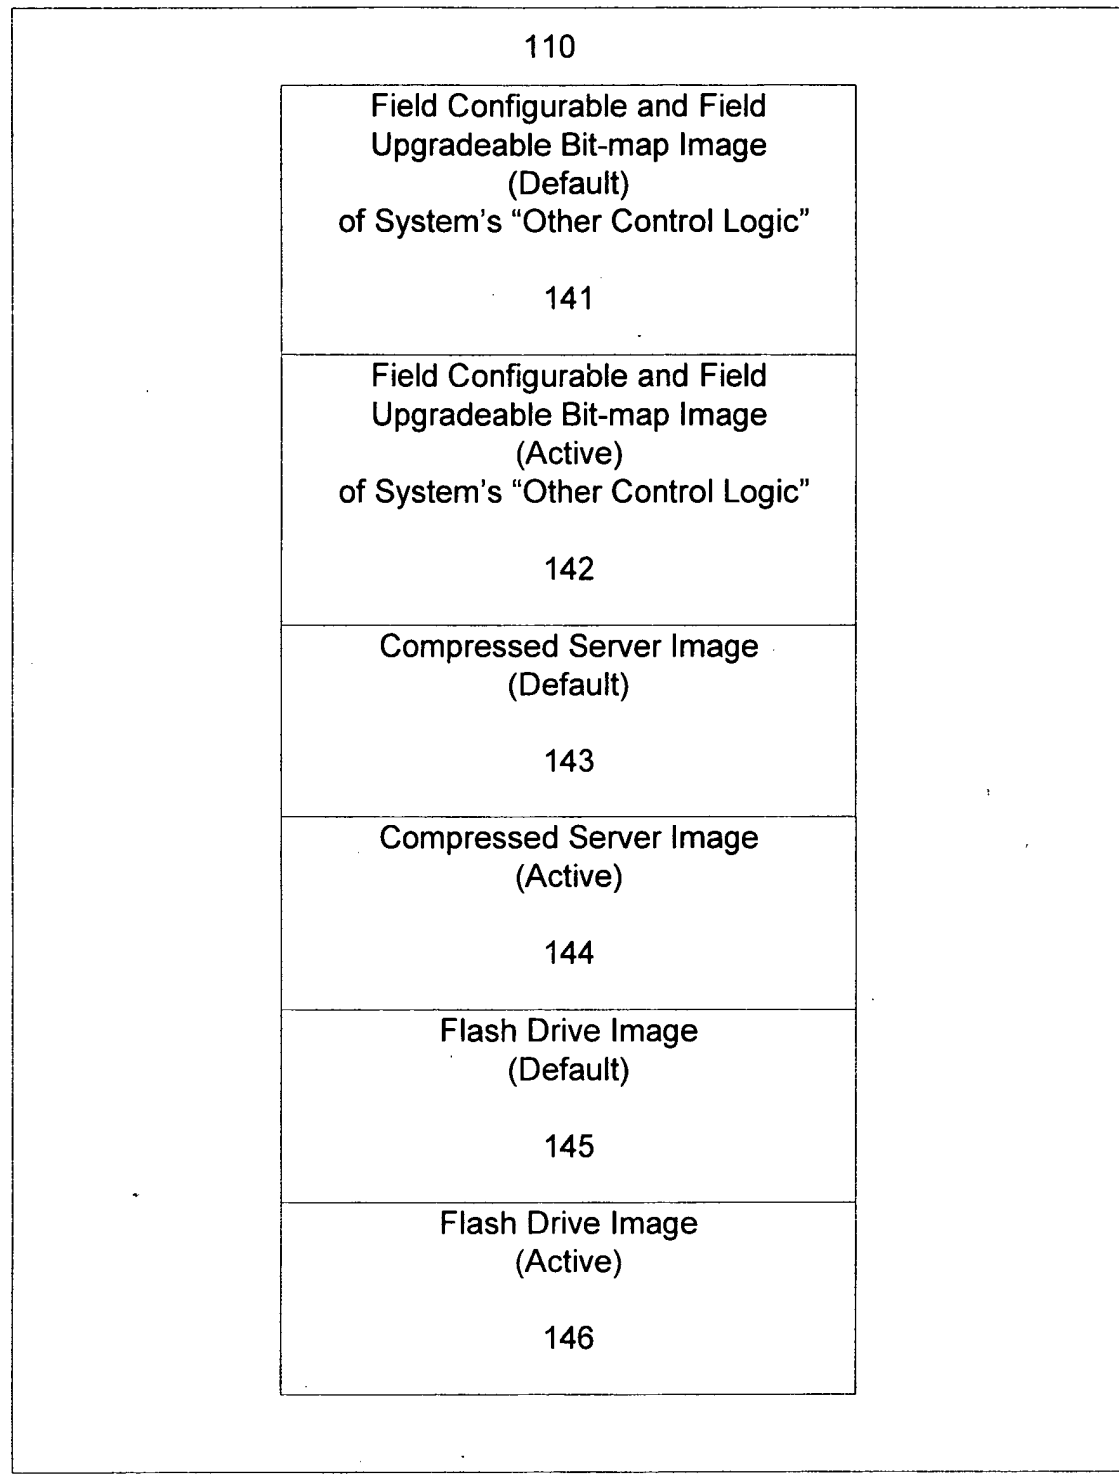 110
Field Configurable and Field
Upgradeable Bit-map Image
(Default)
of System's “Other Control Logic”
141
Field Configurable and Field
Upgradeable Bit-map Image
(Active)
of System's “Other Control Logic”
142
Compressed Server Image
(Default)
143
Compressed Server Image
(Active)
144
Flash Drive Image
(Default)
145
Flash Drive Image
(Active)
146